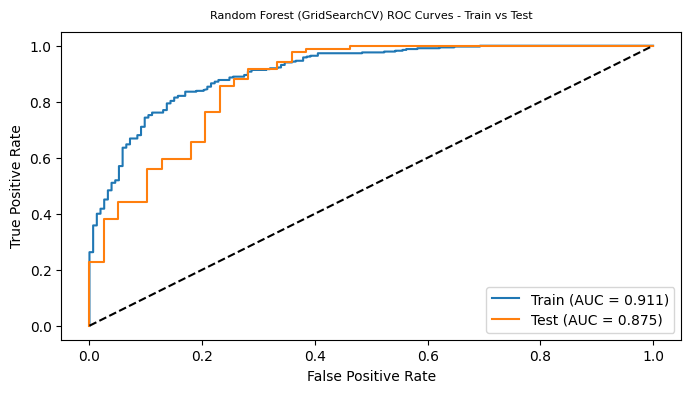 Random Forest (GridSearchCV) ROC Curves - Train vs Test
1.0
0.8
0.6
0.4
0.2
0.0
True Positive Rate
Train (AUC = 0.911)
Test (AUC = 0.875)
0.0 0.2 0.4 0.6 0.8 1.0
False Positive Rate